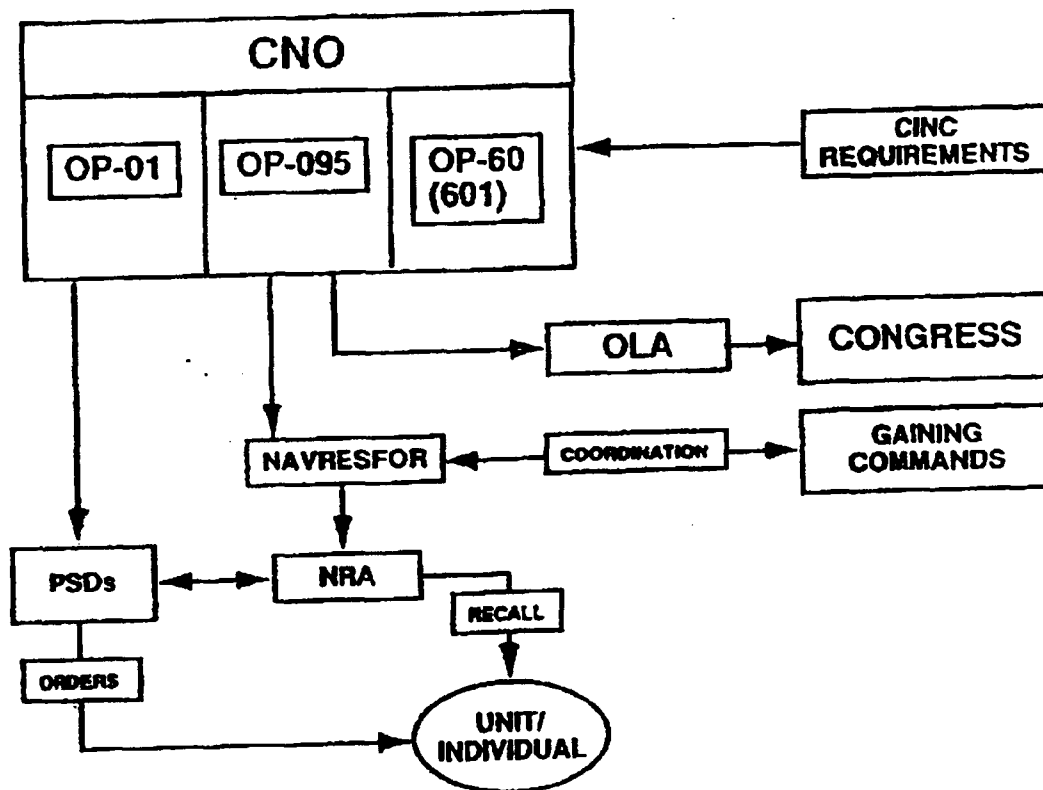 CNO
OP-01
OP-095
OP-60
(601)
CINC
REQUIREMENTS
OLA
CONGRESS
NAVRESFOR
COORDINATION
GAINING
COMMANDS
PSDs
NRA
RECALL
ORDERS
UNIT/
INDIVIDUAL